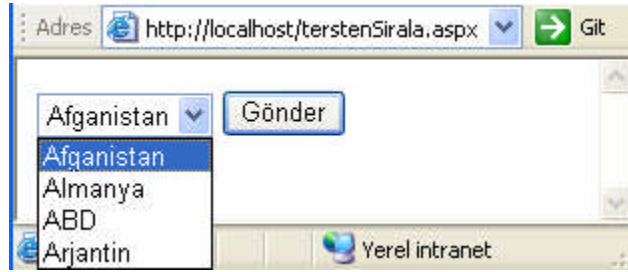 Adres http://localhost/terstenSirala.aspx Git
Afganistan Gönder
Afganistan
Almanya
ABD
Arjantin
Yerel intranet